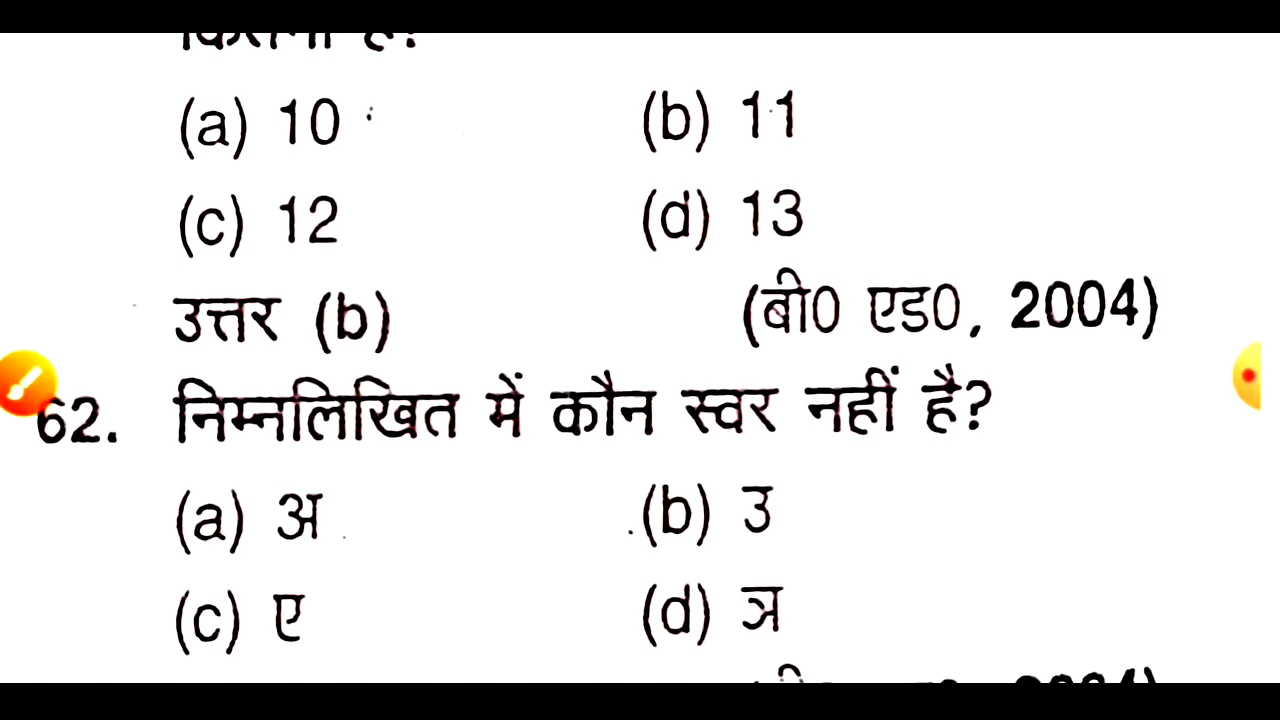 (a) 10 (b) 11
(c) 12 (d) 13
उत्तर (b) (बी0 एड0, 2004)
62. निम्नलिखित में कौन स्वर नहीं है?
(a) अ (b) उ
(c) ए (d) ञ